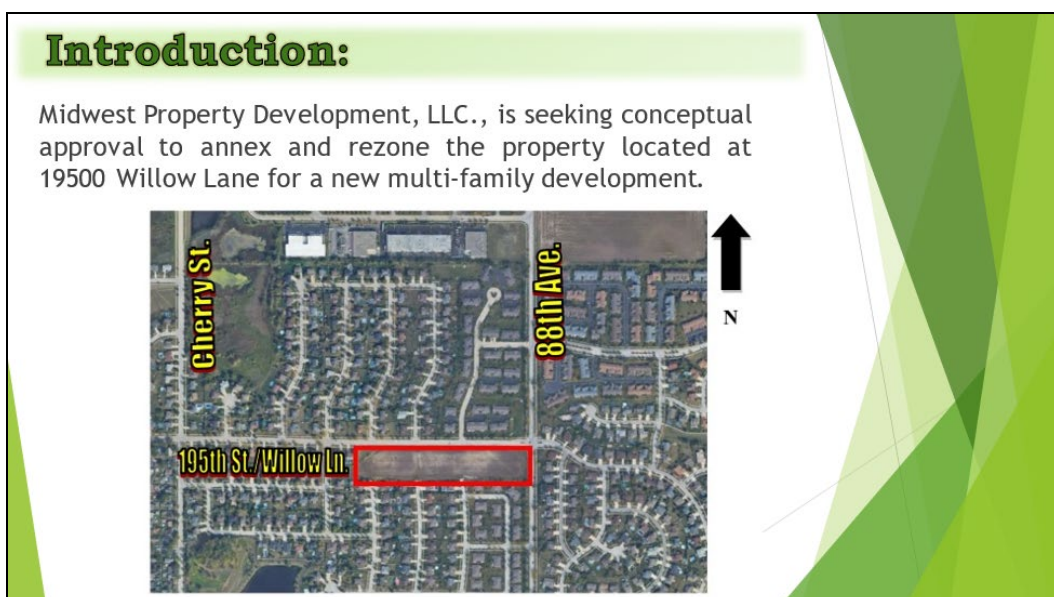 Introduction:
Midwest Property Development, LLC., is seeking conceptual
approval to annex and rezone the property located at
19500 Willow Lane for a new multi-family development.
Cherry St.
88th Ave.
N
195th St./Willow Ln.